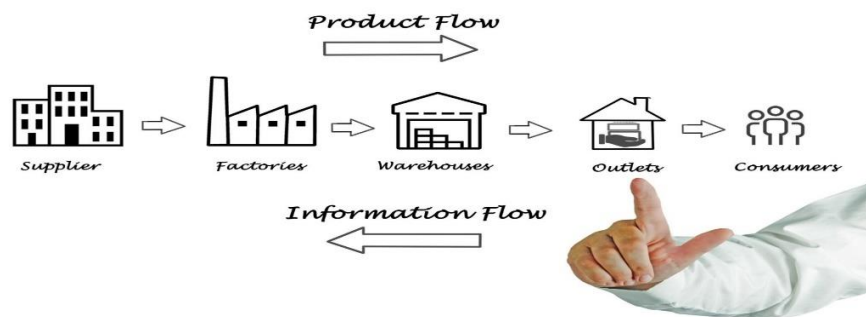 Product Flow
Supplier
Factories
Warehouses
Outlets
Consumers
Information Flow